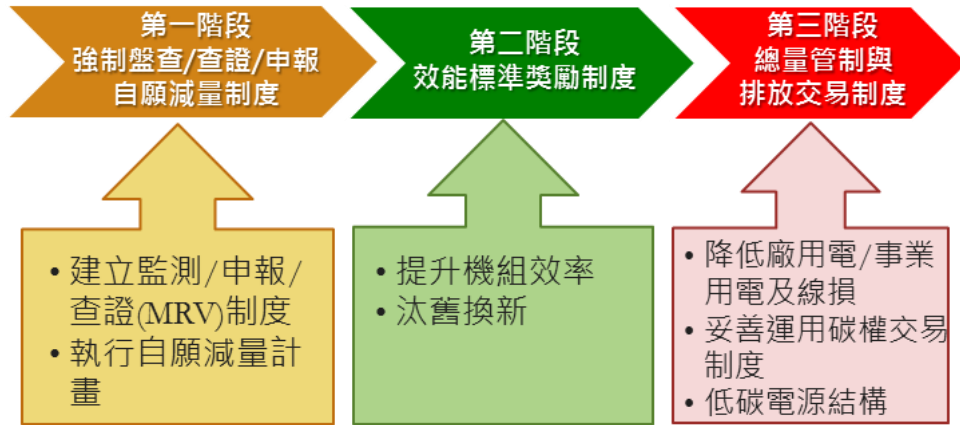 第一階段
強制盤查/查證/申報
自願減量制度
第二階段
效能標準獎勵制度
第三階段
總量管制與
排放交易制度
• 建立監測/申報/
查證(MRV)制度
• 執行自願減量計
畫
• 提升機組效率
• 汰舊換新
• 降低廠用電/事業
用電及線損
• 妥善運用碳權交易
制度
• 低碳電源結構